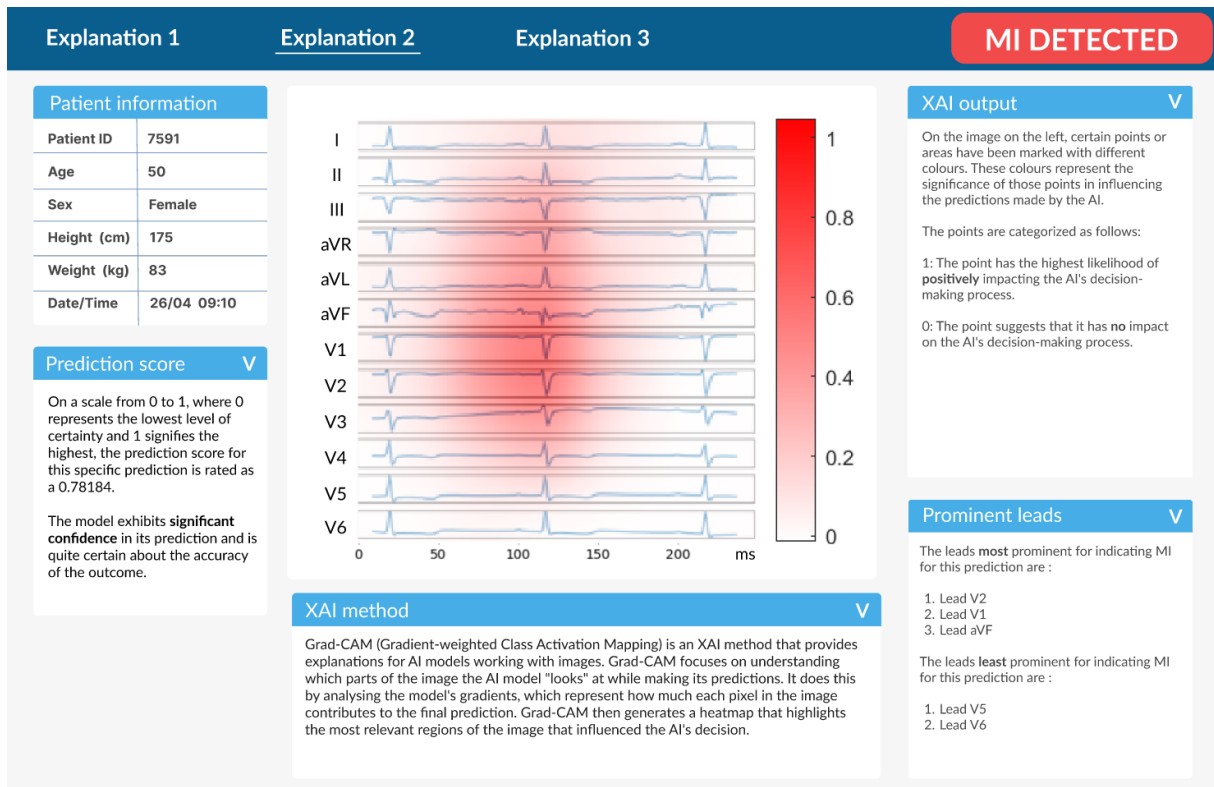 Explanation 1
Explanation 2
Explanation 3
MI DETECTED
Patient information
Patient ID 7591
Age 50
Sex Female
Height (cm) 175
Weight (kg) 83
Date/Time 26/04 09:10
Prediction score V
On a scale from 0 to 1, where 0
represents the lowest level of
certainty and 1 signifies the
highest, the prediction score for
this specific prediction is rated as
a 0.78184.
The model exhibits significant
confidence in its prediction and is
quite certain about the accuracy
of the outcome.
I
II
III
aVR
aVL
aVF
V1
V2
V3
V4
V5
V6
0 50 100 150 200 ms
1
0.8
0.6
0.4
0.2
0
XAI method V
Grad-CAM (Gradient-weighted Class Activation Mapping) is an XAI method that provides
explanations for AI models working with images. Grad-CAM focuses on understanding
which parts of the image the AI model "looks" at while making its predictions. It does this
by analysing the model's gradients, which represent how much each pixel in the image
contributes to the final prediction. Grad-CAM then generates a heatmap that highlights
the most relevant regions of the image that influenced the AI's decision.
XAI output V
On the image on the left, certain points or
areas have been marked with different
colours. These colours represent the
significance of those points in influencing
the predictions made by the AI.
The points are categorized as follows:
1: The point has the highest likelihood of
positively impacting the AI's decision-
making process.
0: The point suggests that it has no impact
on the AI's decision-making process.
Prominent leads V
The leads most prominent for indicating MI
for this prediction are :
1. Lead V2
2. Lead V1
3. Lead aVF
The leads least prominent for indicating MI
for this prediction are :
1. Lead V5
2. Lead V6